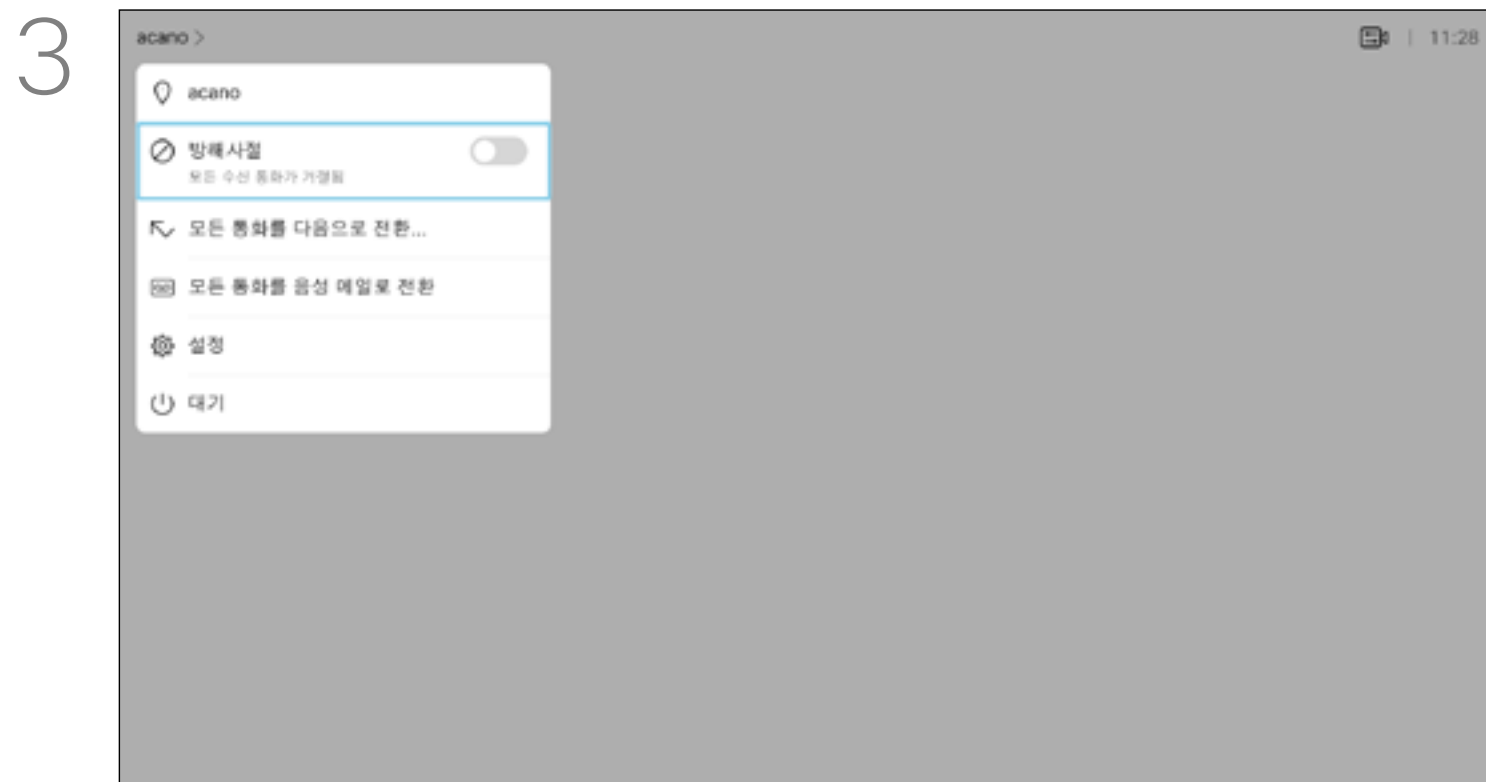 3
acano >
11:28
acano
방해 사절
모든 수신 통화가 거절됨
모든 통화를 다음으로 전환...
모든 통화를 음성 메일로 전환
설정
대기